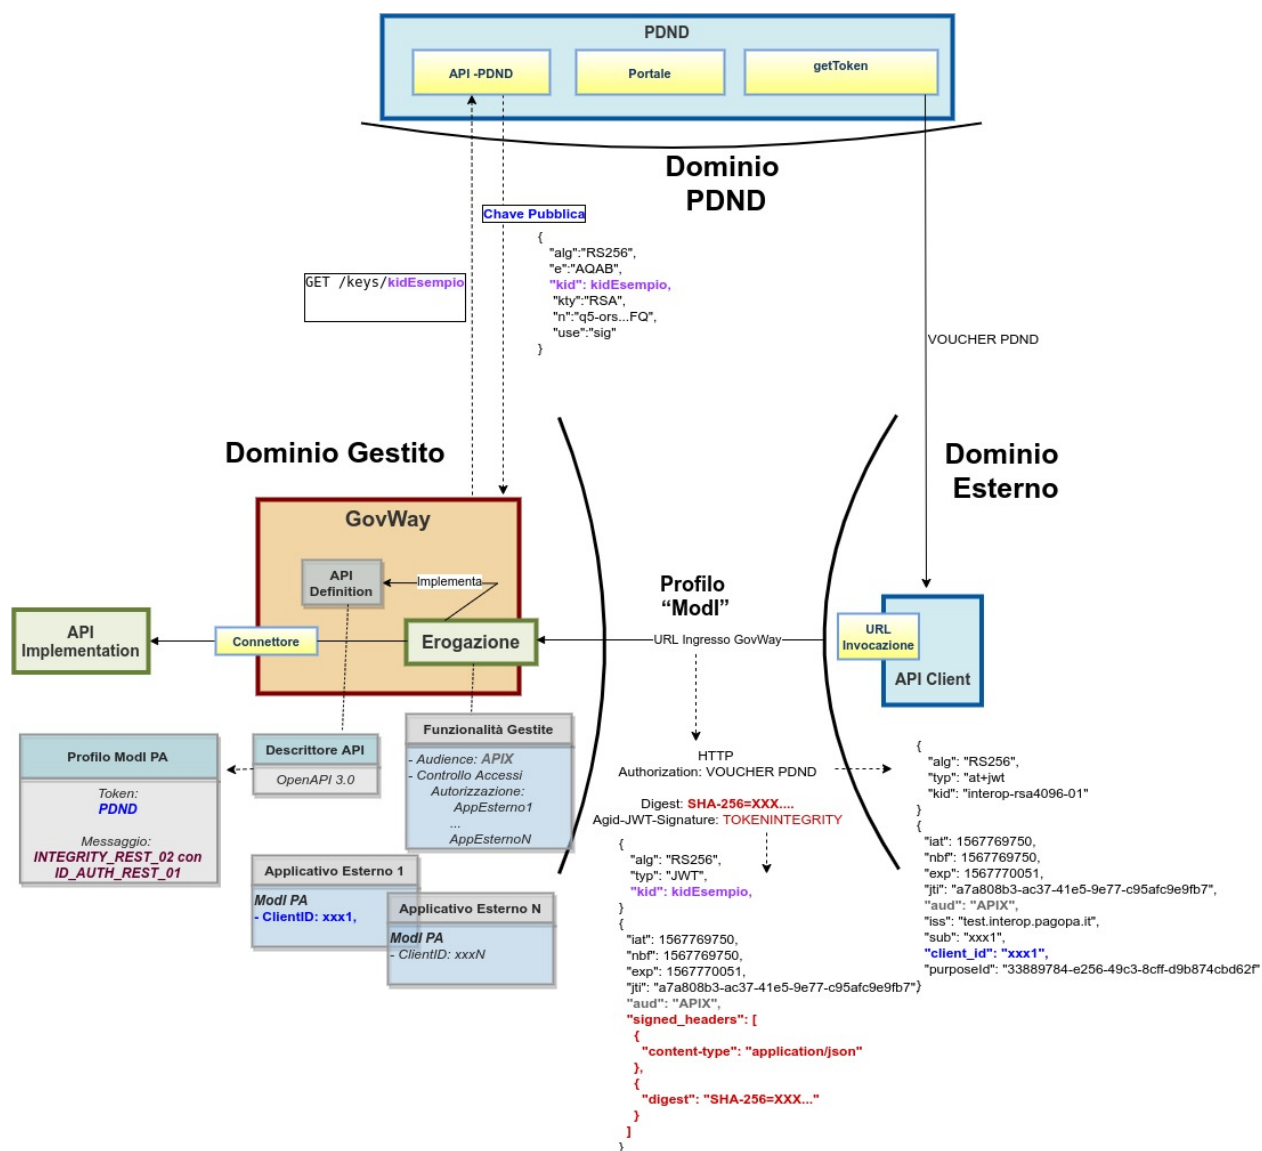 PDND
API -PDND
Portale
getToken
Dominio
PDND
Chave Pubblica
{
"alg":"RS256",
"e":"AQAB",
"kid": kidEsempio,
"kty":"RSA",
"n":"q5-ors...FQ",
"use":"sig"
}
GET /keys/kidEsempio
VOUCHER PDND
Dominio Gestito
Dominio
Esterno
GovWay
API
Definition
Implementa
API
Implementation
Connettore
Erogazione
Profilo
“ModI”
URL Ingresso GovWay
URL
Invocazione
API Client
Profilo ModI PA
Token:
PDND
Messaggio:
INTEGRITY_REST_02 con
ID_AUTH_REST_01
Descrittore API
OpenAPI 3.0
Funzionalità Gestite
- Audience: APIX
- Controllo Accessi
Autorizzazione:
AppEsterno1
...
AppEsternoN
Applicativo Esterno 1
ModI PA
- ClientID: xxx1,
Applicativo Esterno N
ModI PA
- ClientID: xxxN
HTTP
Authorization: VOUCHER PDND
Digest: SHA-256=XXX....
Agid-JWT-Signature: TOKENINTEGRITY
{
"alg": "RS256",
"typ": "JWT",
"kid": kidEsempio,
}
{
"iat": 1567769750,
"nbf": 1567769750,
"exp": 1567770051,
"jti": "a7a808b3-ac37-41e5-9e77-c95afc9e9fb7"
"aud": "APIX",
"signed_headers": [
{
"content-type": "application/json"
},
{
"digest": "SHA-256=XXX..."
}
]
}
{
"alg": "RS256",
"typ": "at+jwt
"kid": "interop-rsa4096-01"
}
{
"iat": 1567769750,
"nbf": 1567769750,
"exp": 1567770051,
"jti": "a7a808b3-ac37-41e5-9e77-c95afc9e9fb7",
"aud": "APIX",
"iss": "test.interop.pagopa.it",
"sub": "xxx1",
"client_id": "xxx1",
"purposeId": "33889784-e256-49c3-8cff-d9b874cbd62f"
}